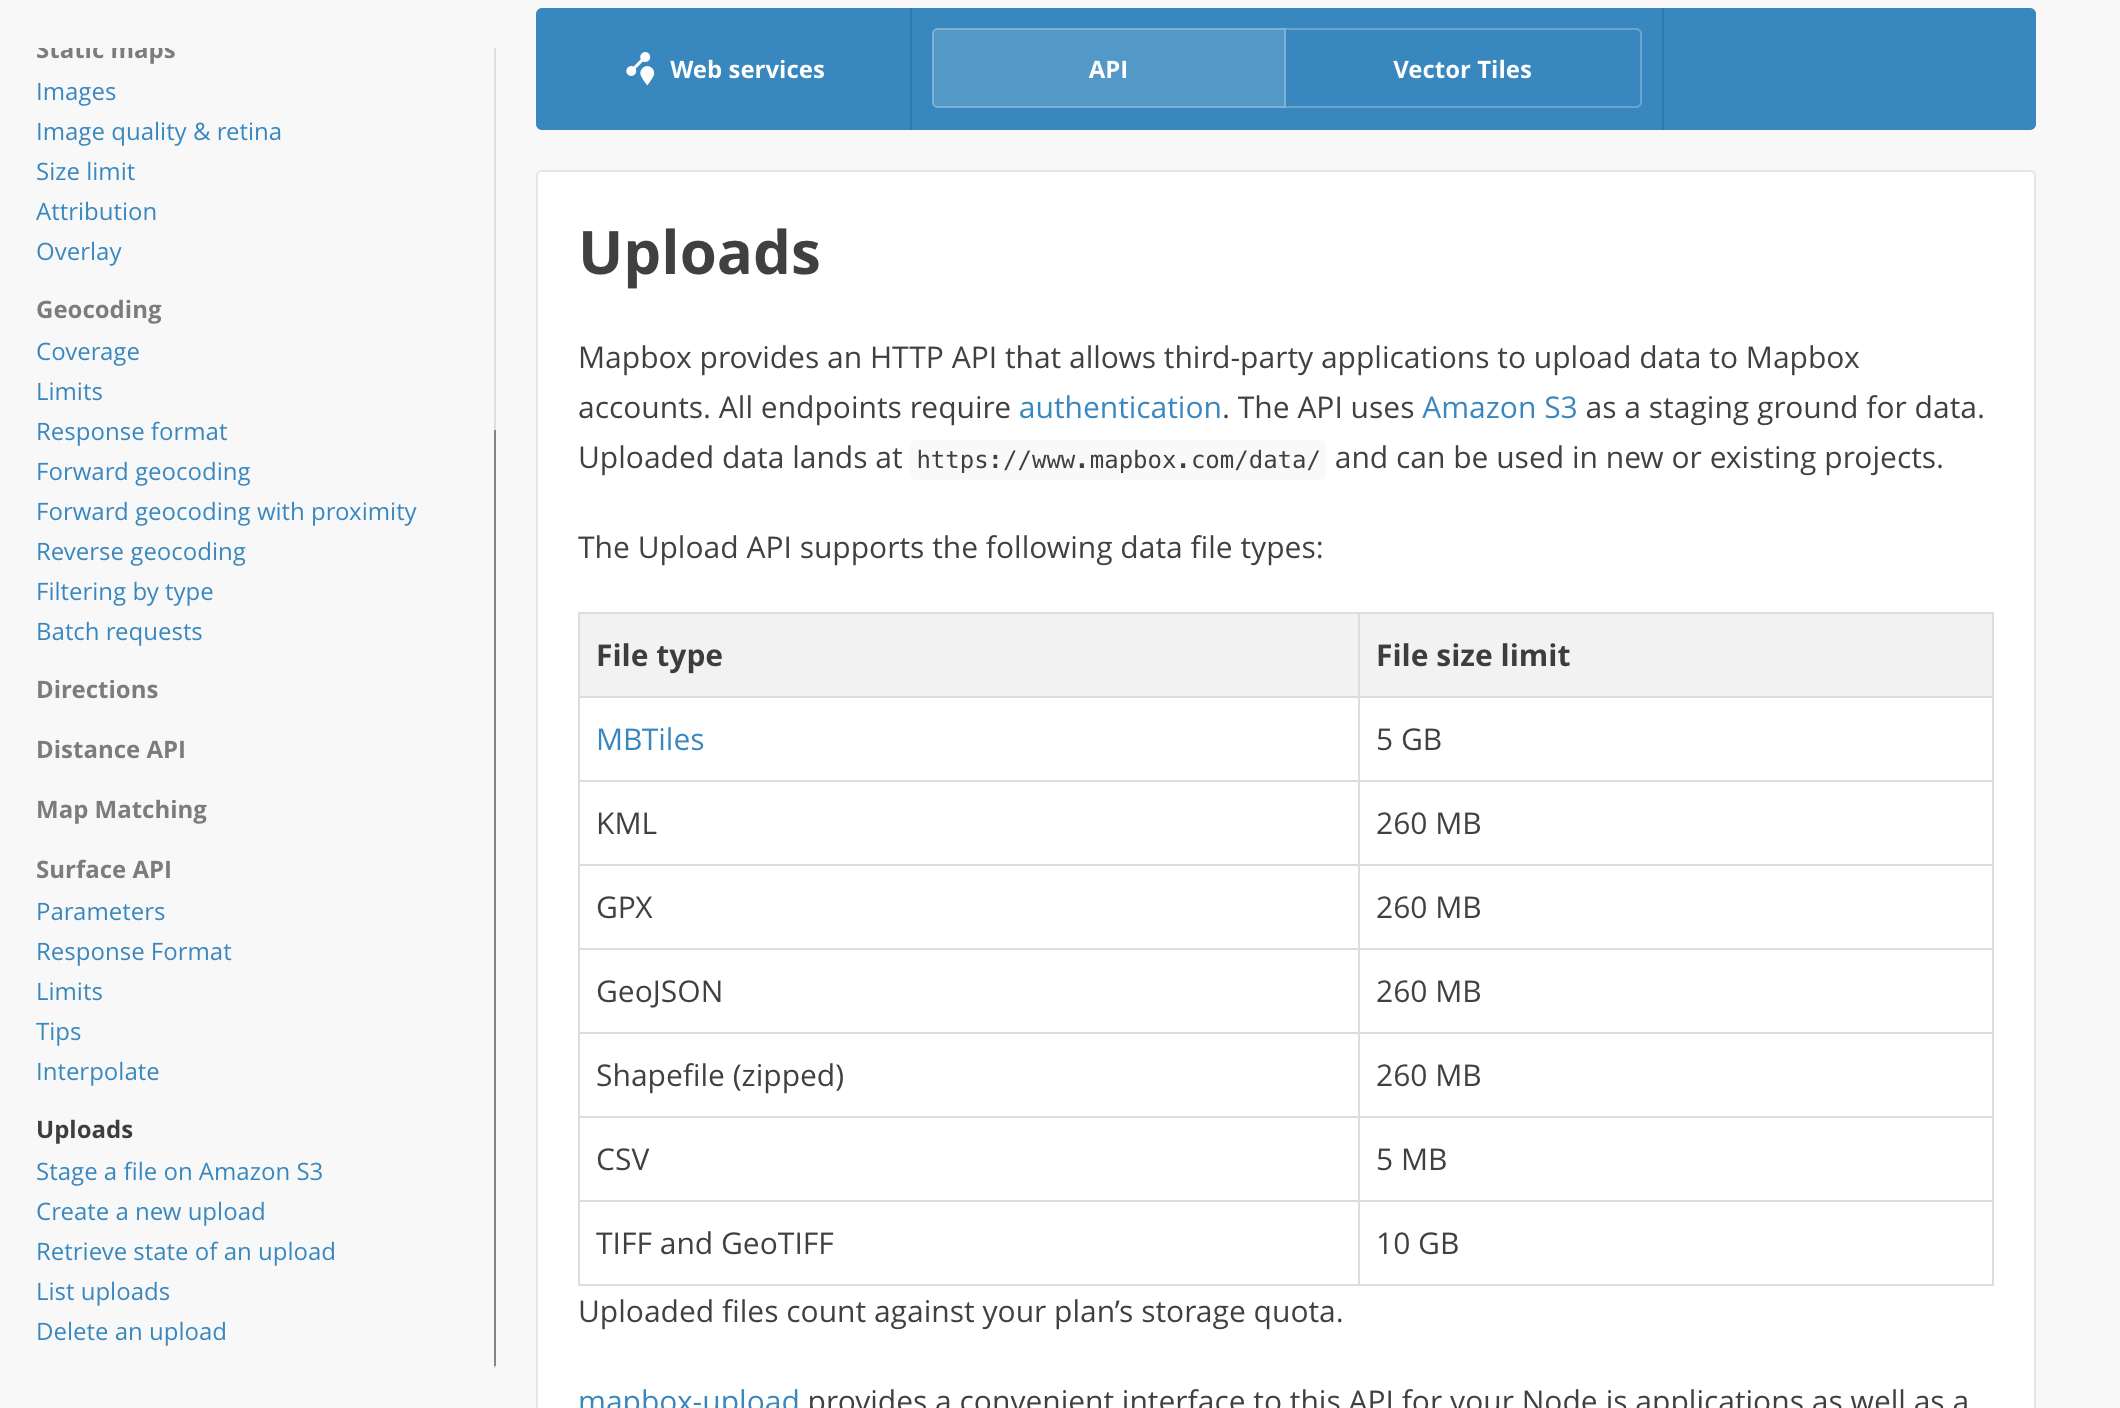 Static maps
Images
Image quality & retina
Size limit
Attribution
Overlay
Geocoding
Coverage
Limits
Response format
Forward geocoding
Forward geocoding with proximity
Reverse geocoding
Filtering by type
Batch requests
Directions
Distance API
Map Matching
Surface API
Parameters
Response Format
Limits
Tips
Interpolate
Uploads
Stage a file on Amazon S3
Create a new upload
Retrieve state of an upload
List uploads
Delete an upload
Web services
API
Vector Tiles
Uploads
Mapbox provides an HTTP API that allows third-party applications to upload data to Mapbox
accounts. All endpoints require authentication. The API uses Amazon S3 as a staging ground for data.
Uploaded data lands at https://www.mapbox.com/data/ and can be used in new or existing projects.
The Upload API supports the following data file types:
File type File size limit
MBTiles 5 GB
KML 260 MB
GPX 260 MB
GeoJSON 260 MB
Shapefile (zipped) 260 MB
CSV 5 MB
TIFF and GeoTIFF 10 GB
Uploaded files count against your plan’s storage quota.
mapbox-upload provides a convenient interface to this API for your Node.js applications as well as a